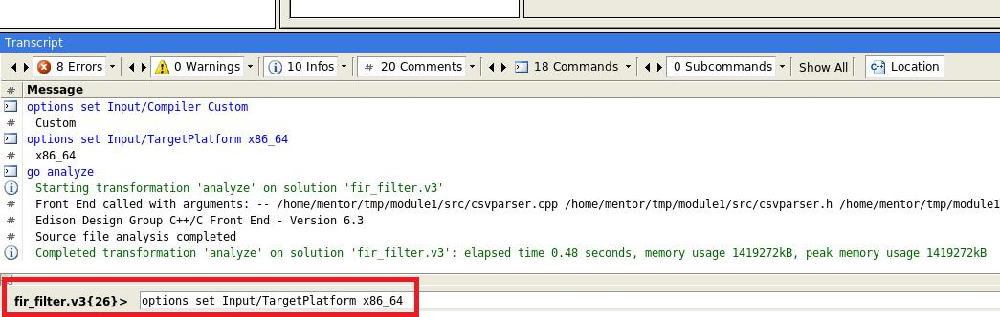 Transcript
8 Errors 0 Warnings 10 Infos # 20 Comments 18 Commands 0 Subcommands Show All C++ Location
# Message
options set Input/Compiler Custom
# Custom
options set Input/TargetPlatform x86_64
# x86_64
go analyze
Starting transformation 'analyze' on solution 'fir_filter.v3'
# Front End called with arguments: -- /home/mentor/tmp/module1/src/csvparser.cpp /home/mentor/tmp/module1/src/csvparser.h /home/mentor/tmp/module1
# Edison Design Group C++/C Front End - Version 6.3
# Source file analysis completed
Completed transformation 'analyze' on solution 'fir_filter.v3': elapsed time 0.48 seconds, memory usage 1419272kB, peak memory usage 1419272kB
fir_filter.v3{26}> options set Input/TargetPlatform x86_64